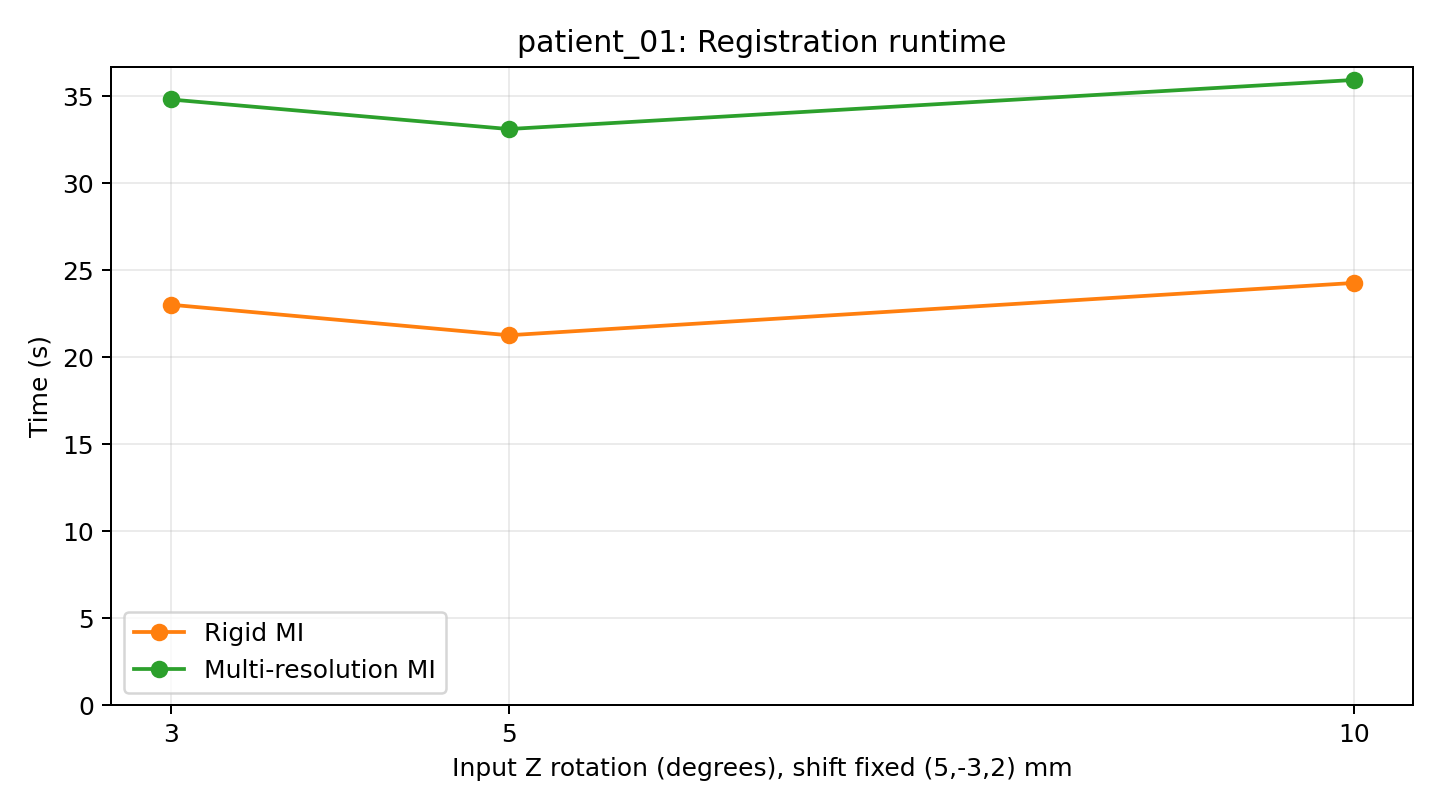 patient_01: Registration runtime
Time (s)
35
30
25
20
15
10
5
0
Rigid MI
Multi-resolution MI
3 5 10
Input Z rotation (degrees), shift fixed (5,-3,2) mm